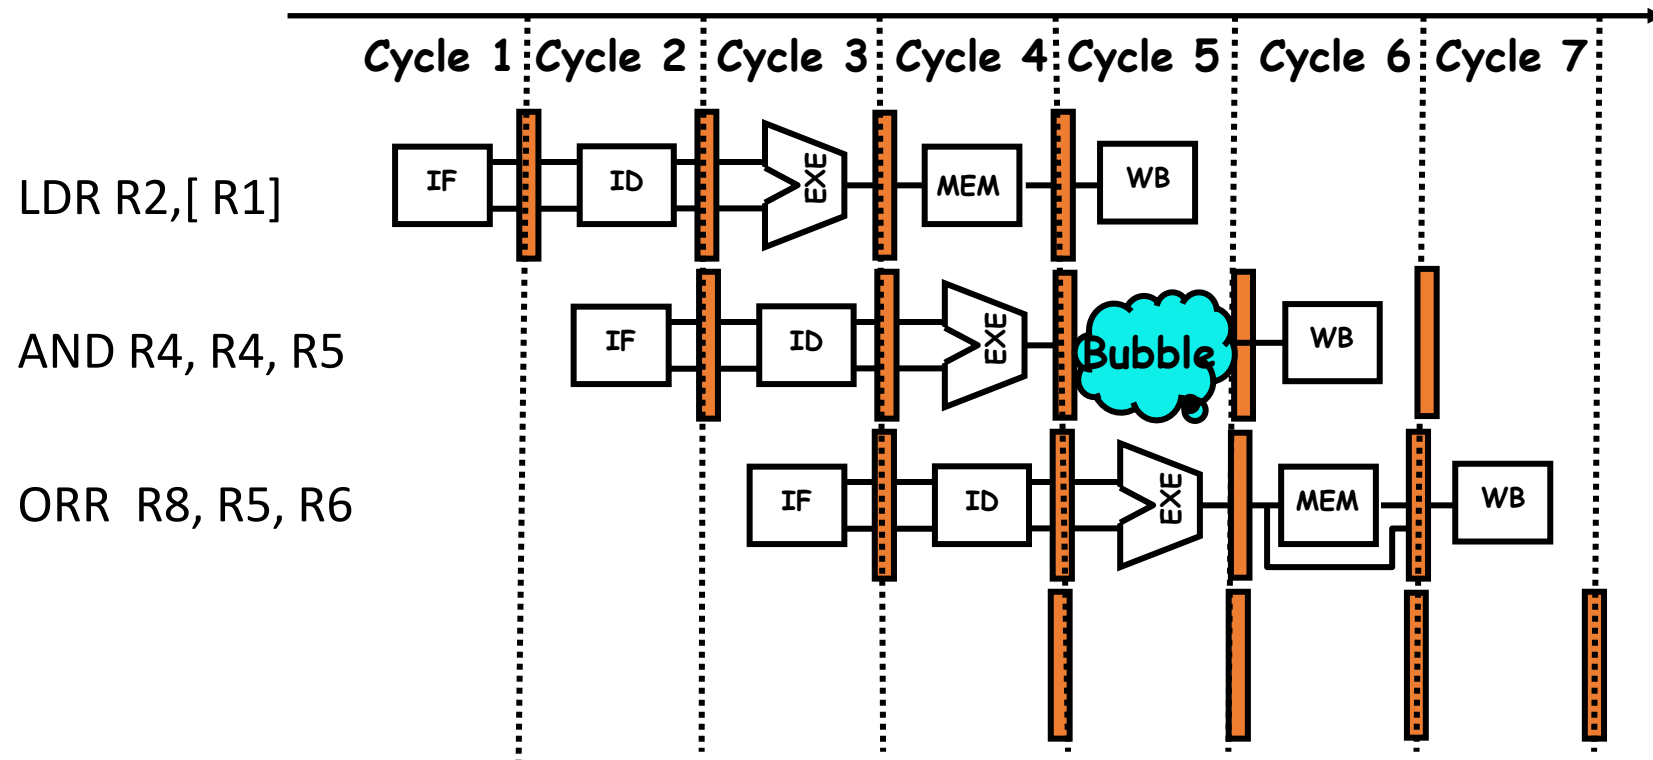 Cycle 1 Cycle 2 Cycle 3 Cycle 4 Cycle 5 Cycle 6 Cycle 7
LDR R2,[ R1] IF ID EXE MEM WB
AND R4, R4, R5 IF ID EXE Bubble WB
ORR R8, R5, R6 IF ID EXE MEM WB